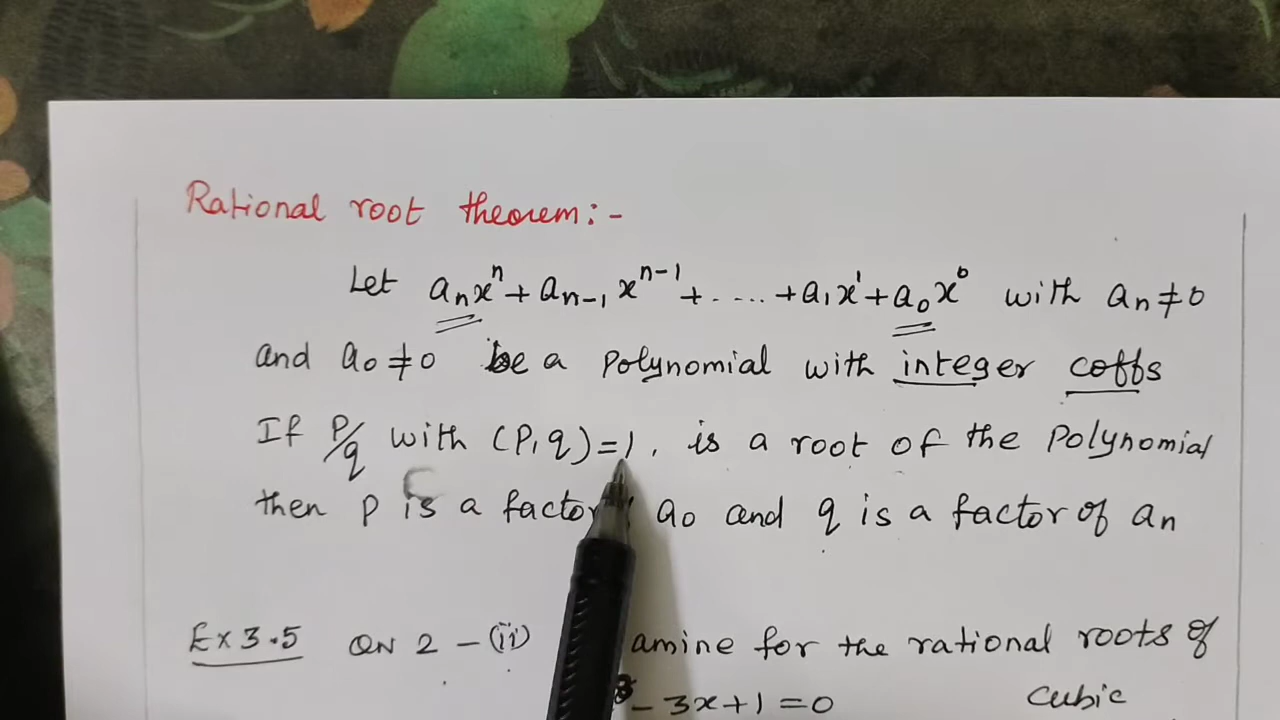 Rational root theorem:-
Let aₙxⁿ + aₙ₋₁ xⁿ⁻¹ + ..... + a₁x¹ + a₀x⁰ with aₙ ≠ 0
and a₀ ≠ 0 be a polynomial with integer coffs
If P/q with (P, q) = 1, is a root of the polynomial
then p is a factor a₀ and q is a factor of aₙ
Ex 3.5 QN 2 - (ii) amine for the rational roots of
- 3x + 1 = 0 cubic